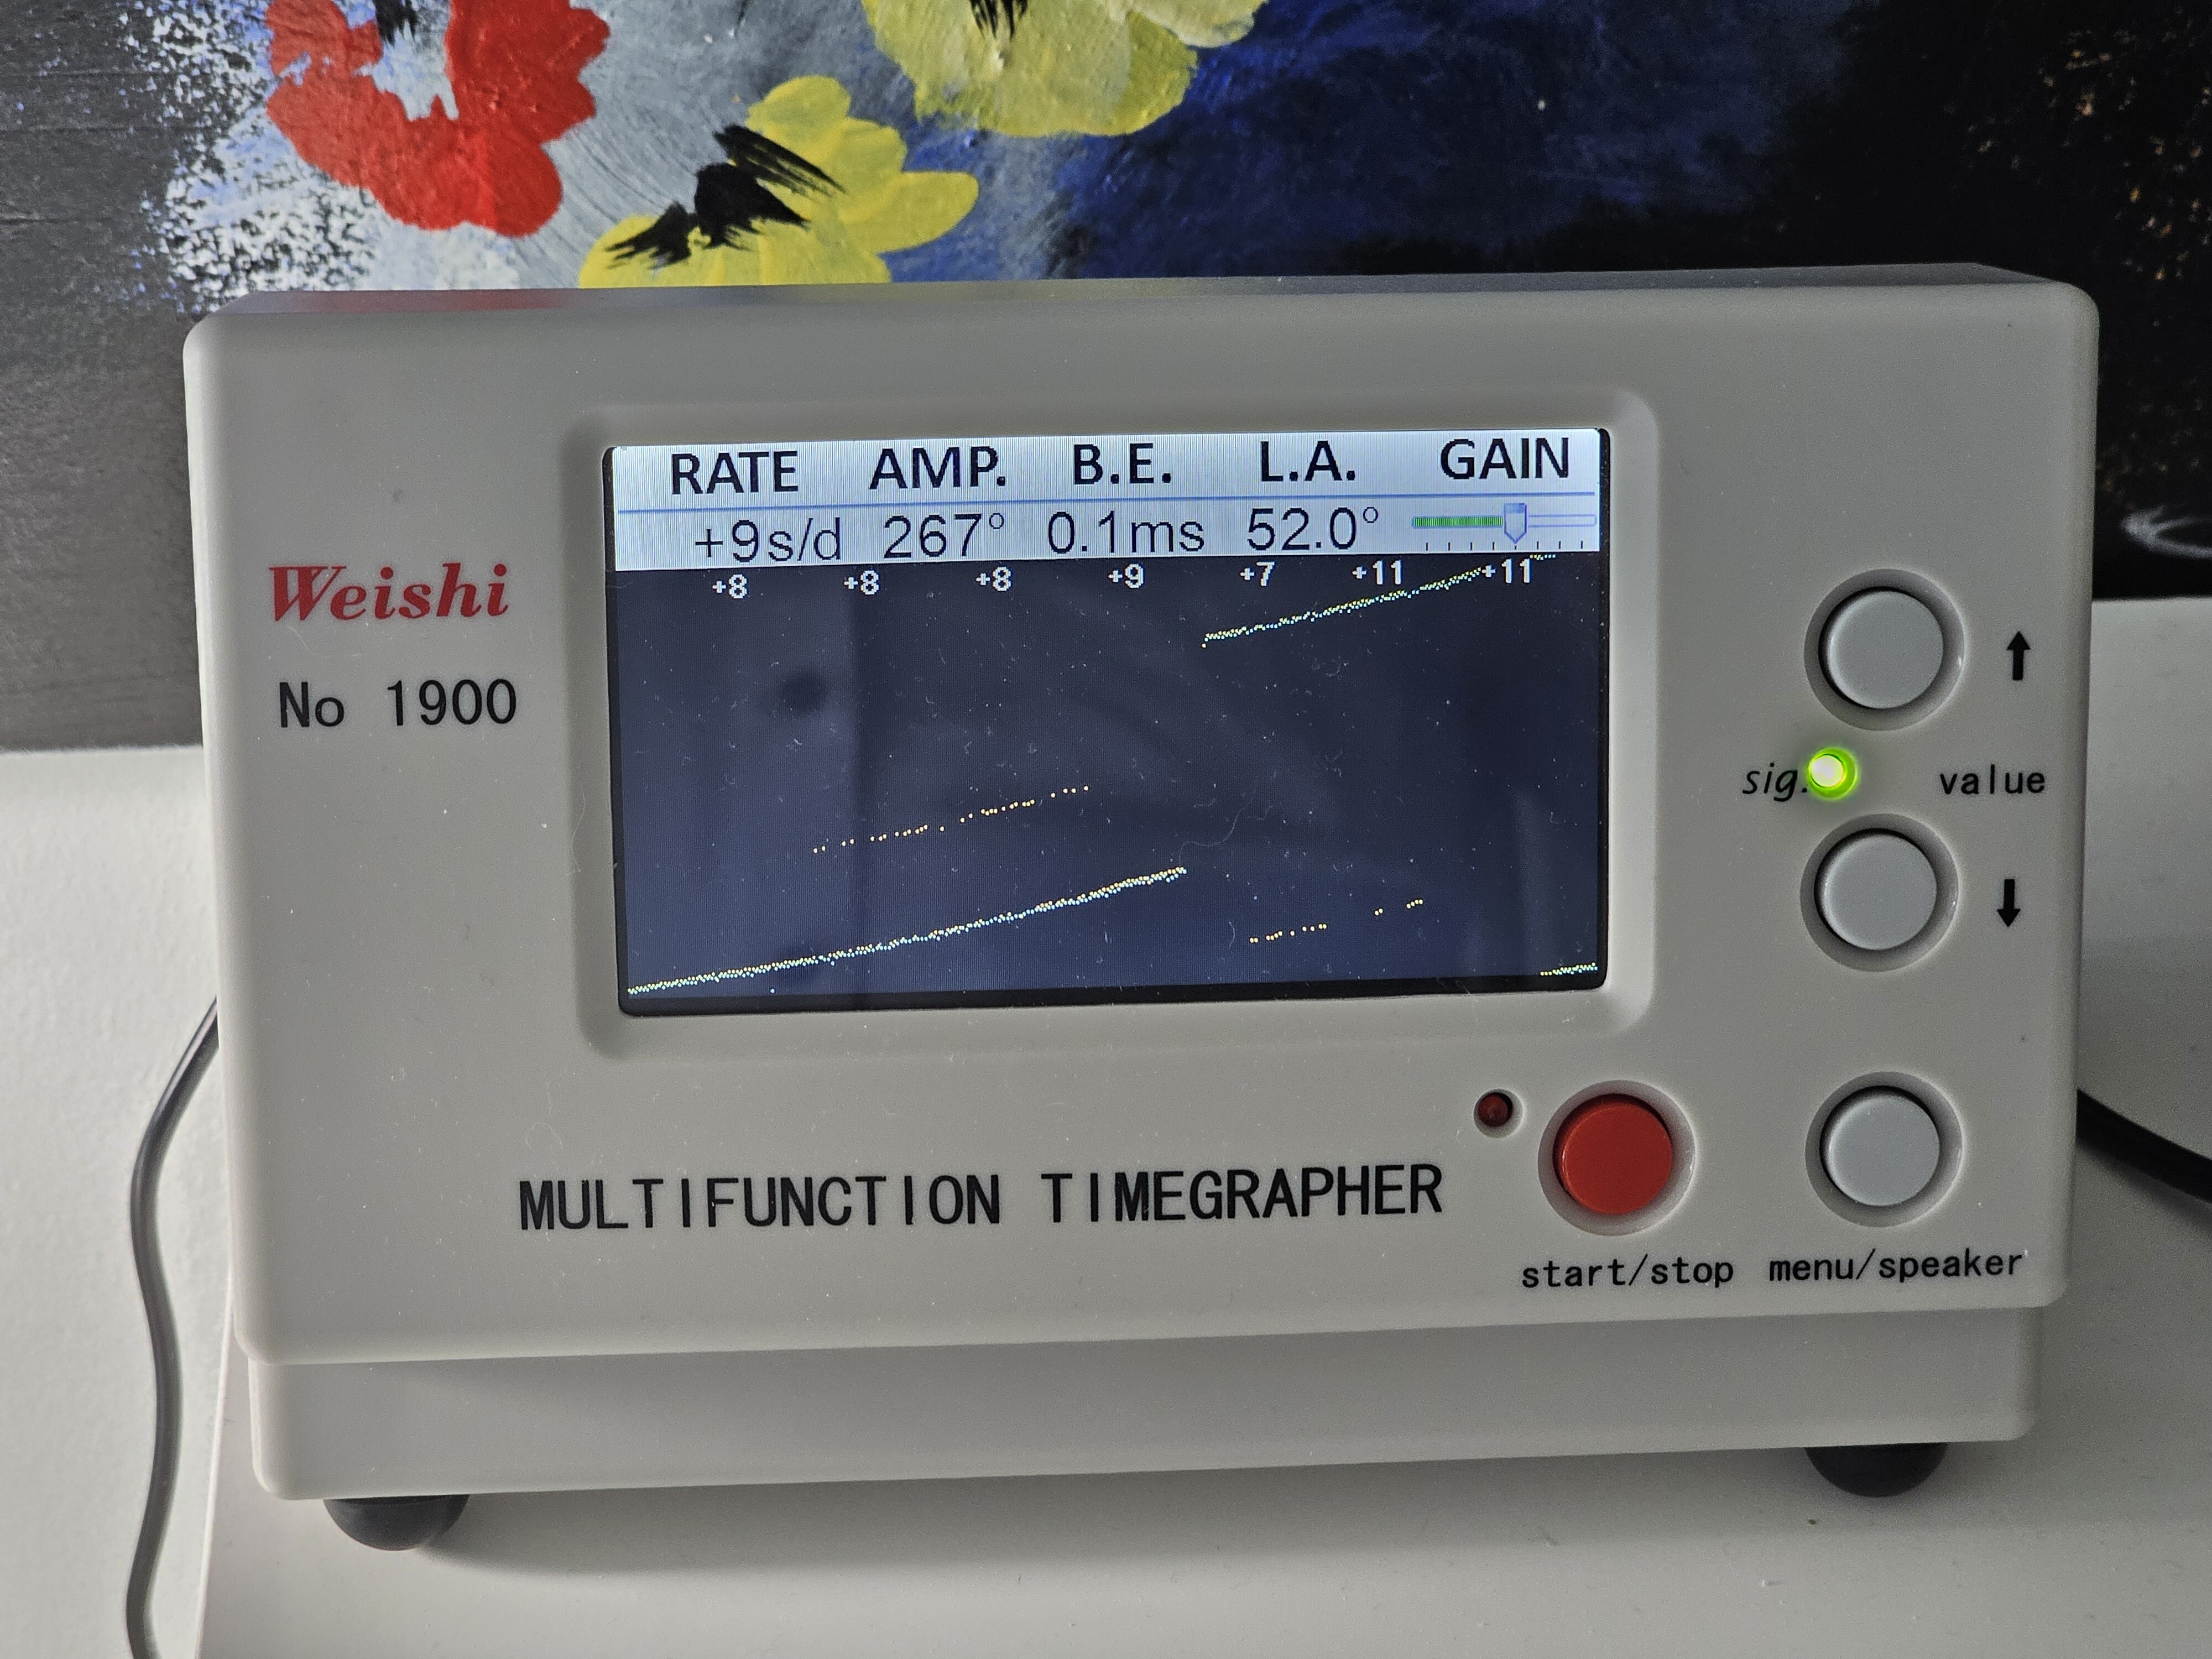 RATE AMP. B.E. L.A. GAIN
+9s/d 267° 0.1ms 52.0°
+8 +8 +8 +9 +7 +11 +11
Weishi
No 1900
sig. value
MULTIFUNCTION TIMEGRAPHER
start/stop menu/speaker